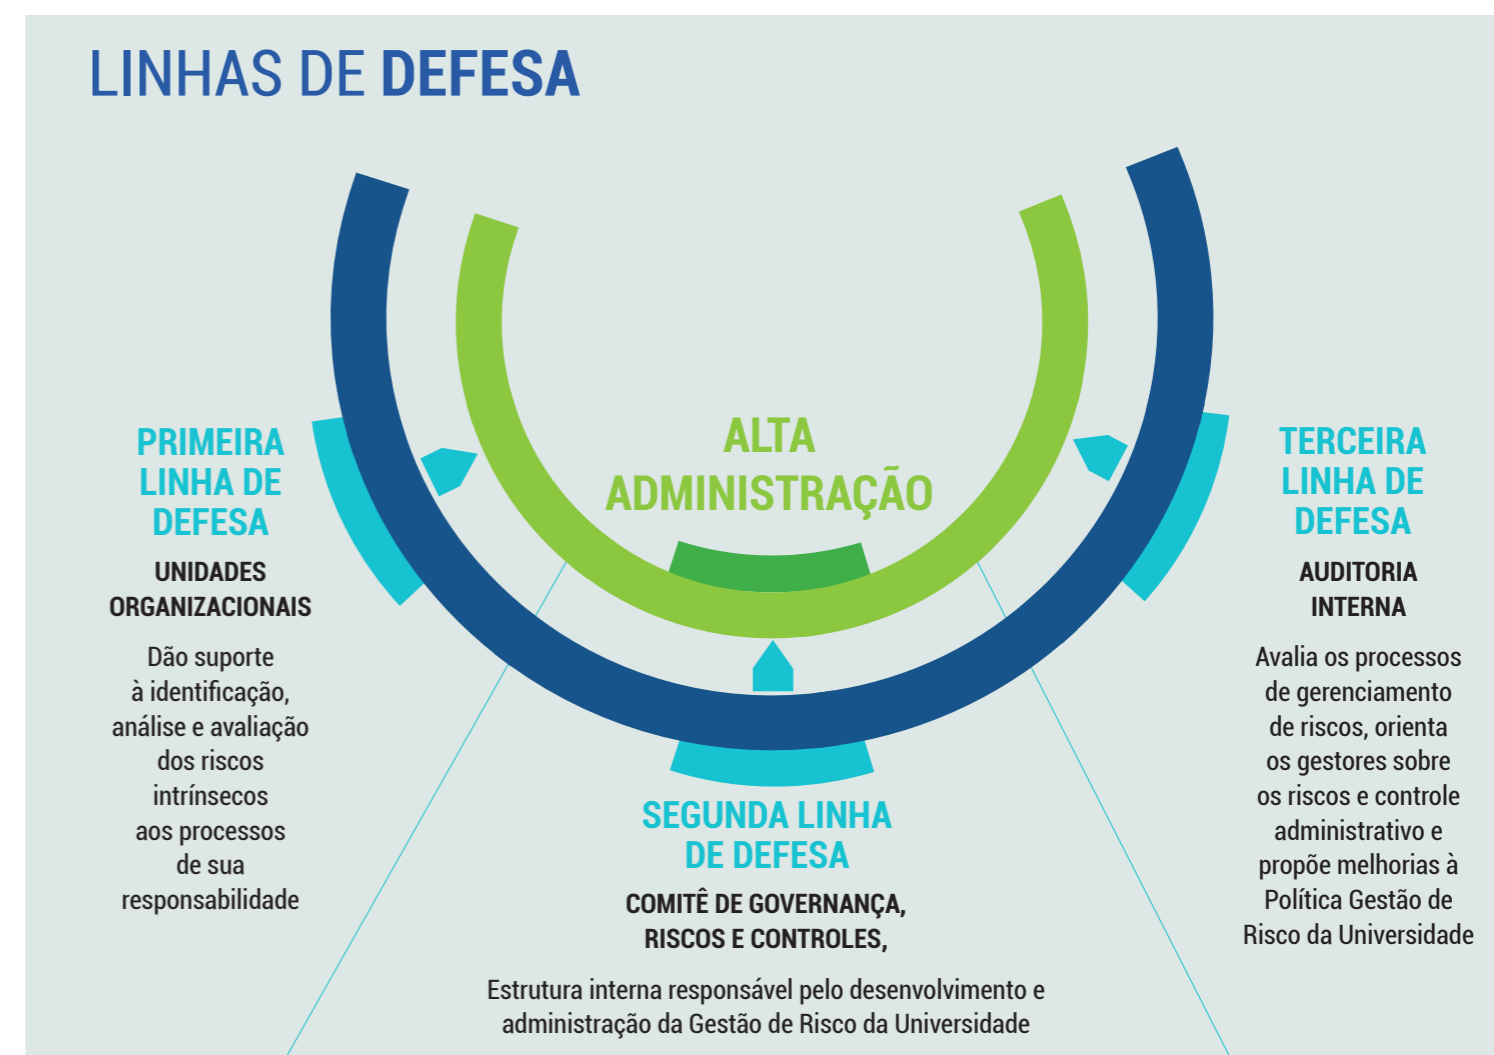 LINHAS DE DEFESA
ALTA
ADMINISTRAÇÃO
PRIMEIRA
LINHA DE
DEFESA
UNIDADES
ORGANIZACIONAIS
Dão suporte
à identificação,
análise e avaliação
dos riscos
intrínsecos
aos processos
de sua
responsabilidade
SEGUNDA LINHA
DE DEFESA
COMITÊ DE GOVERNANÇA,
RISCOS E CONTROLES,
Estrutura interna responsável pelo desenvolvimento e
administração da Gestão de Risco da Universidade
TERCEIRA
LINHA DE
DEFESA
AUDITORIA
INTERNA
Avalia os processos
de gerenciamento
de riscos, orienta
os gestores sobre
os riscos e controle
administrativo e
propõe melhorias à
Política Gestão de
Risco da Universidade